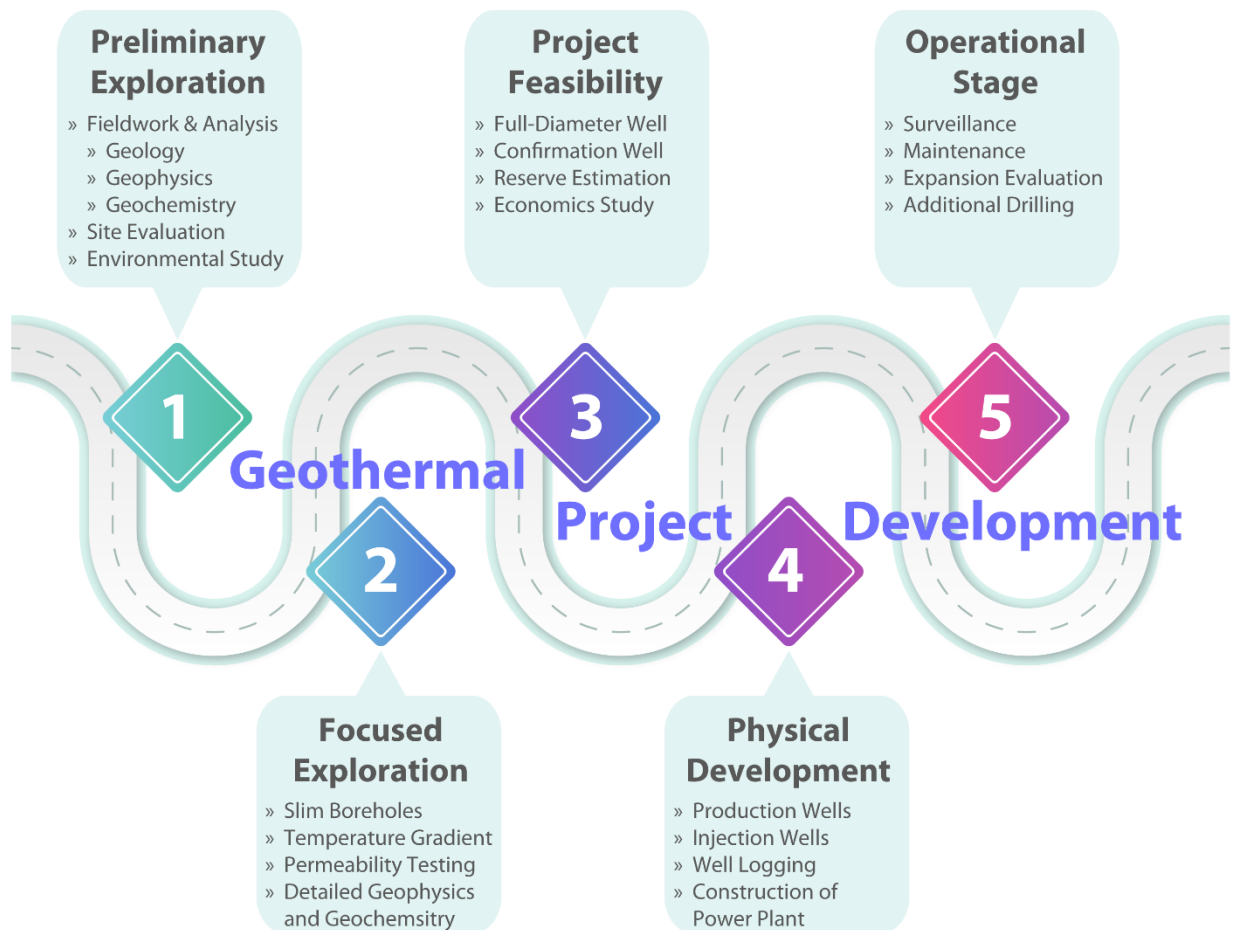 Preliminary
Exploration
» Fieldwork & Analysis
» Geology
» Geophysics
» Geochemistry
» Site Evaluation
» Environmental Study
Project
Feasibility
» Full-Diameter Well
» Confirmation Well
» Reserve Estimation
» Economics Study
Operational
Stage
» Surveillance
» Maintenance
» Expansion Evaluation
» Additional Drilling
1
3
5
Geothermal
Project
Development
2
4
Focused
Exploration
» Slim Boreholes
» Temperature Gradient
» Permeability Testing
» Detailed Geophysics
and Geochemsitry
Physical
Development
» Production Wells
» Injection Wells
» Well Logging
» Construction of
Power Plant